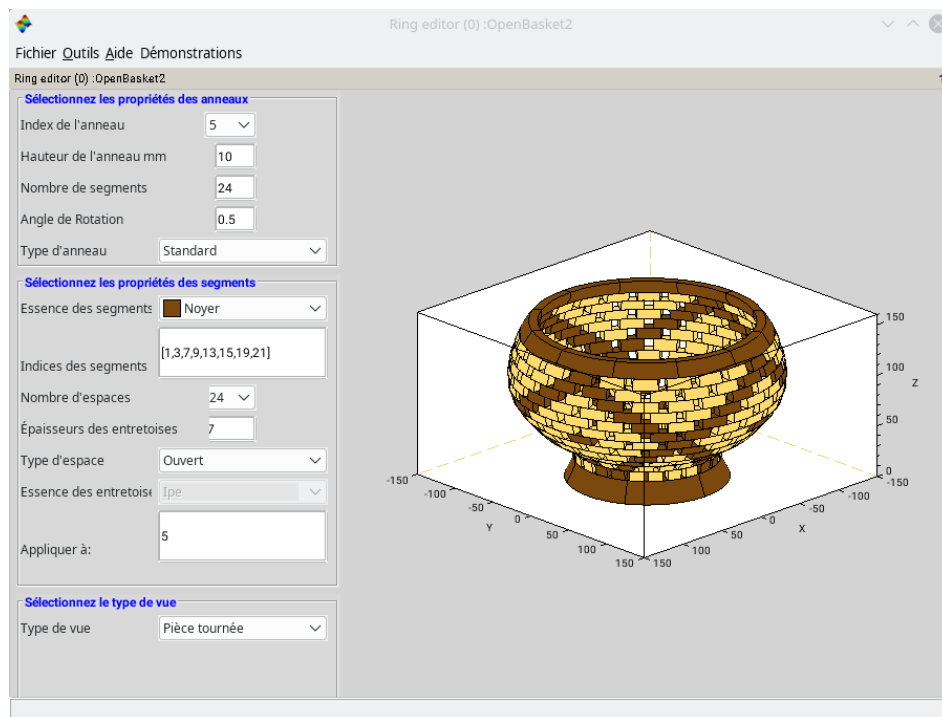 Ring editor (0) :OpenBasket2
Fichier Outils Aide Démonstrations
Ring editor (0) :OpenBasket2
Sélectionnez les propriétés des anneaux
Index de l'anneau 5
Hauteur de l'anneau mm 10
Nombre de segments 24
Angle de Rotation 0.5
Type d'anneau Standard
Sélectionnez les propriétés des segments
Essence des segments Noyer
Indices des segments [1,3,7,9,13,15,19,21]
Nombre d'espaces 24
Épaisseurs des entretoises 7
Type d'espace Ouvert
Essence des entretoise Ipe
Appliquer à: 5
Sélectionnez le type de vue
Type de vue Pièce tournée
150
100
Z
50
0
-150 -150
-100 -100
-50 -50
Y 0 0 X
50 50
100 100
150 150